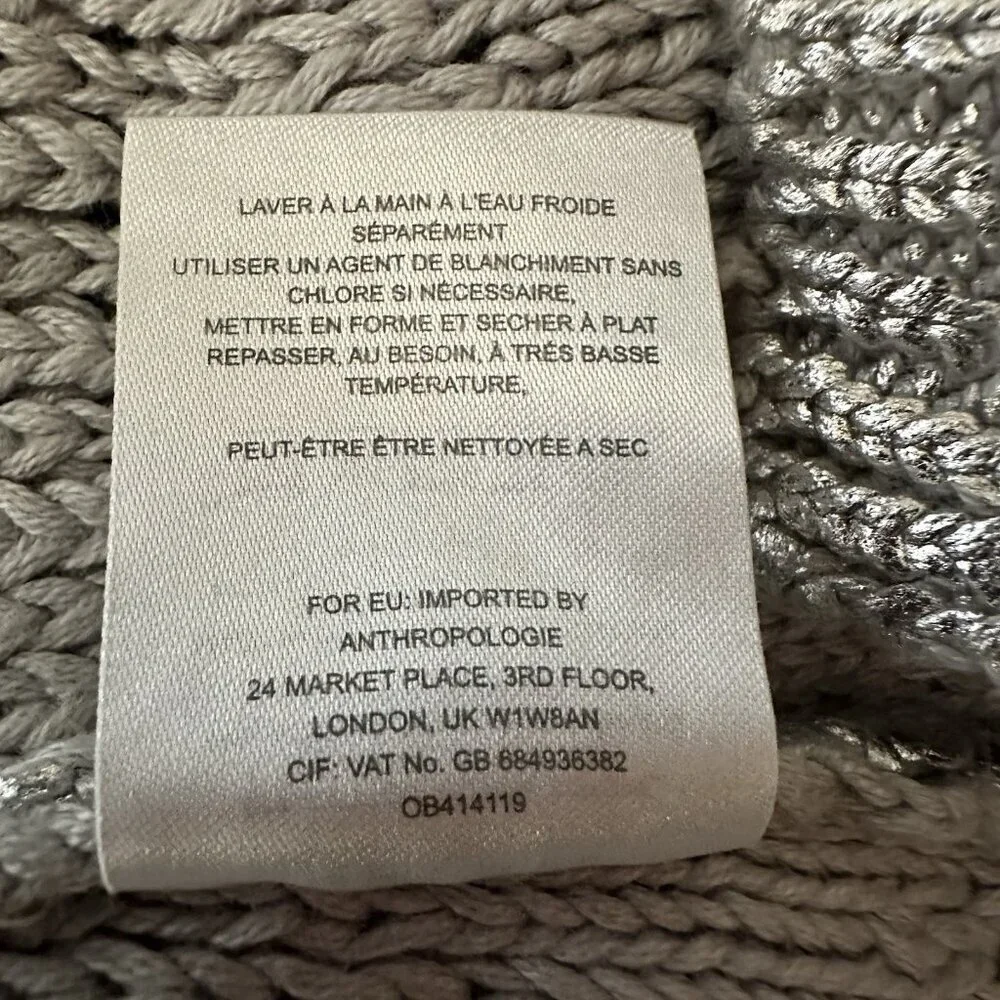 LAVER À LA MAIN À L'EAU FROIDE
SÉPARÉMENT
UTILISER UN AGENT DE BLANCHIMENT SANS
CHLORE SI NÉCESSAIRE,
METTRE EN FORME ET SECHER À PLAT
REPASSER, AU BESOIN, À TRÉS BASSE
TEMPÉRATURE,
PEUT-ÊTRE ÊTRE NETTOYÉE A SEC
FOR EU: IMPORTED BY
ANTHROPOLOGIE
24 MARKET PLACE, 3RD FLOOR,
LONDON, UK W1W8AN
CIF: VAT No. GB 684936382
OB414119